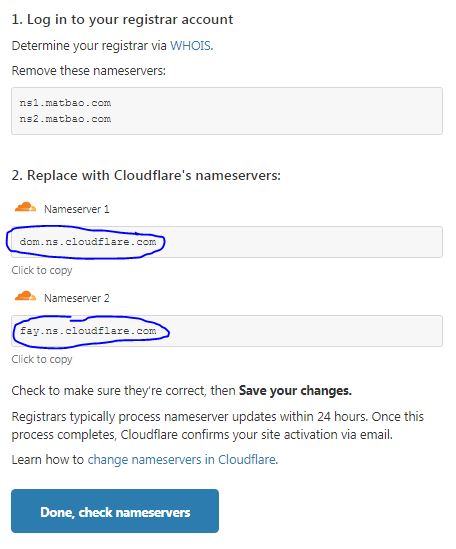 1. Log in to your registrar account
Determine your registrar via WHOIS.
Remove these nameservers:
ns1.matbao.com
ns2.matbao.com
2. Replace with Cloudflare's nameservers:
Nameserver 1
dom.ns.cloudflare.com
Click to copy
Nameserver 2
fay.ns.cloudflare.com
Click to copy
Check to make sure they're correct, then Save your changes.
Registrars typically process nameserver updates within 24 hours. Once this
process completes, Cloudflare confirms your site activation via email.
Learn how to change nameservers in Cloudflare.
Done, check nameservers